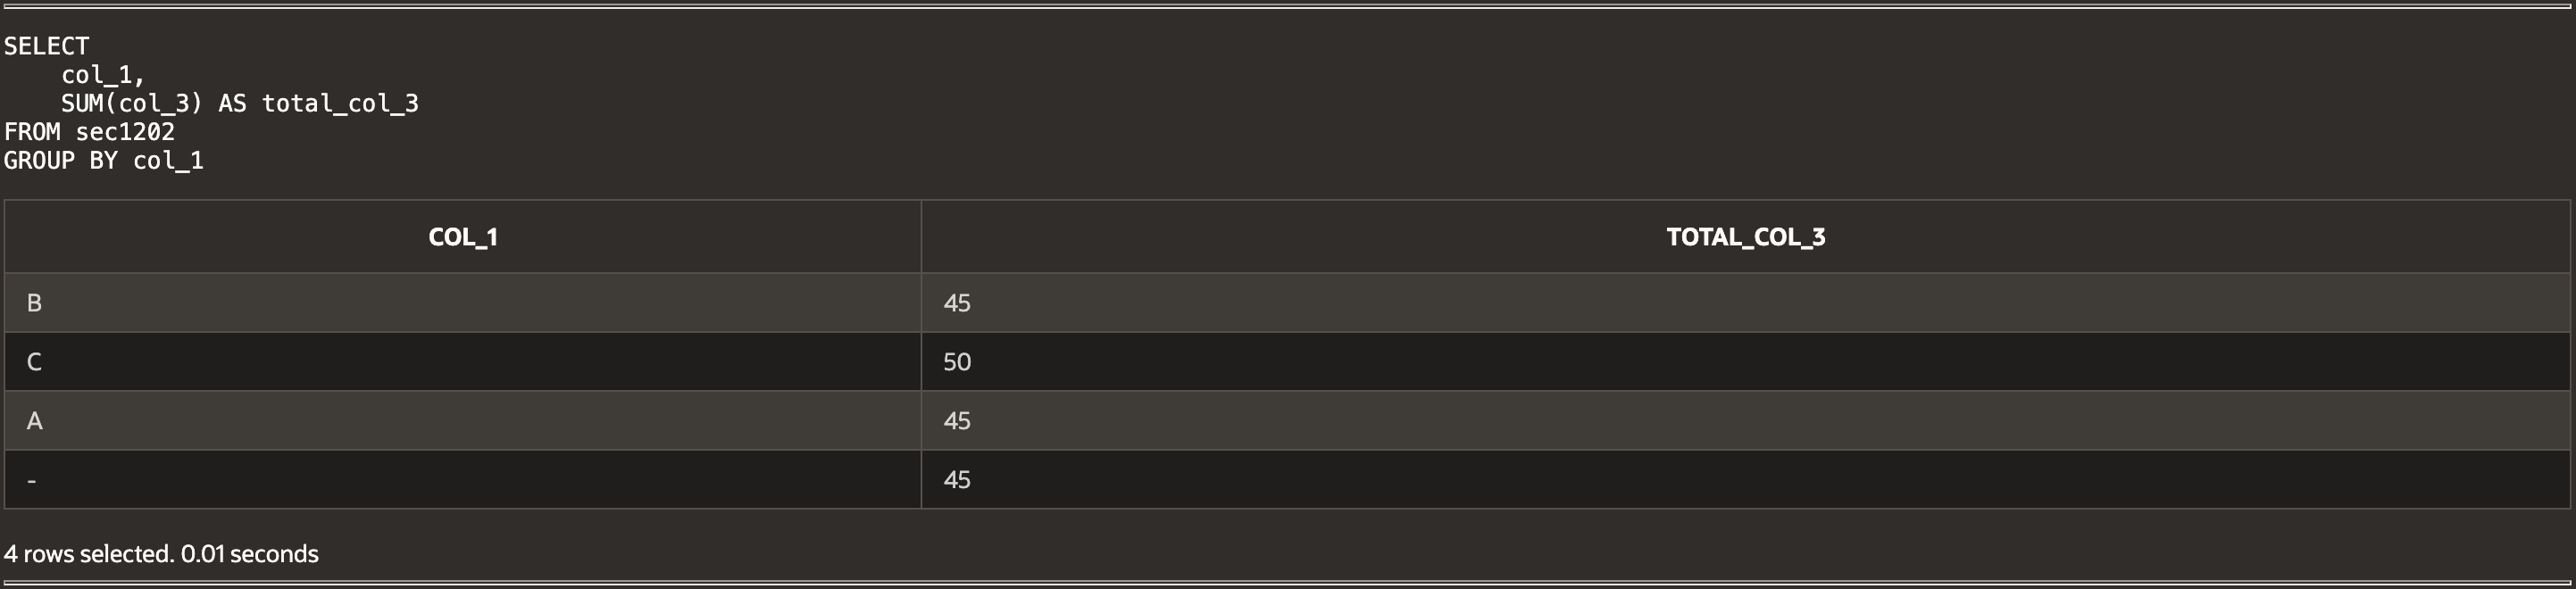 SELECT
    col_1,
    SUM(col_3) AS total_col_3
FROM sec1202
GROUP BY col_1
COL_1 TOTAL_COL_3
B 45
C 50
A 45
- 45
4 rows selected. 0.01 seconds